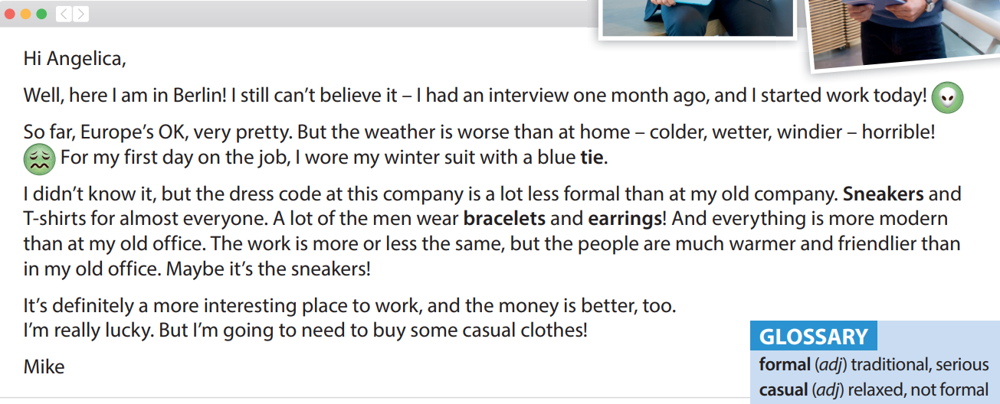 Hi Angelica,
Well, here I am in Berlin! I still can’t believe it – I had an interview one month ago, and I started work today!
So far, Europe’s OK, very pretty. But the weather is worse than at home – colder, wetter, windier – horrible!
For my first day on the job, I wore my winter suit with a blue tie.
I didn’t know it, but the dress code at this company is a lot less formal than at my old company. Sneakers and
T-shirts for almost everyone. A lot of the men wear bracelets and earrings! And everything is more modern
than at my old office. The work is more or less the same, but the people are much warmer and friendlier than
in my old office. Maybe it’s the sneakers!
It’s definitely a more interesting place to work, and the money is better, too.
I’m really lucky. But I’m going to need to buy some casual clothes!
Mike
GLOSSARY
formal (adj) traditional, serious
casual (adj) relaxed, not formal